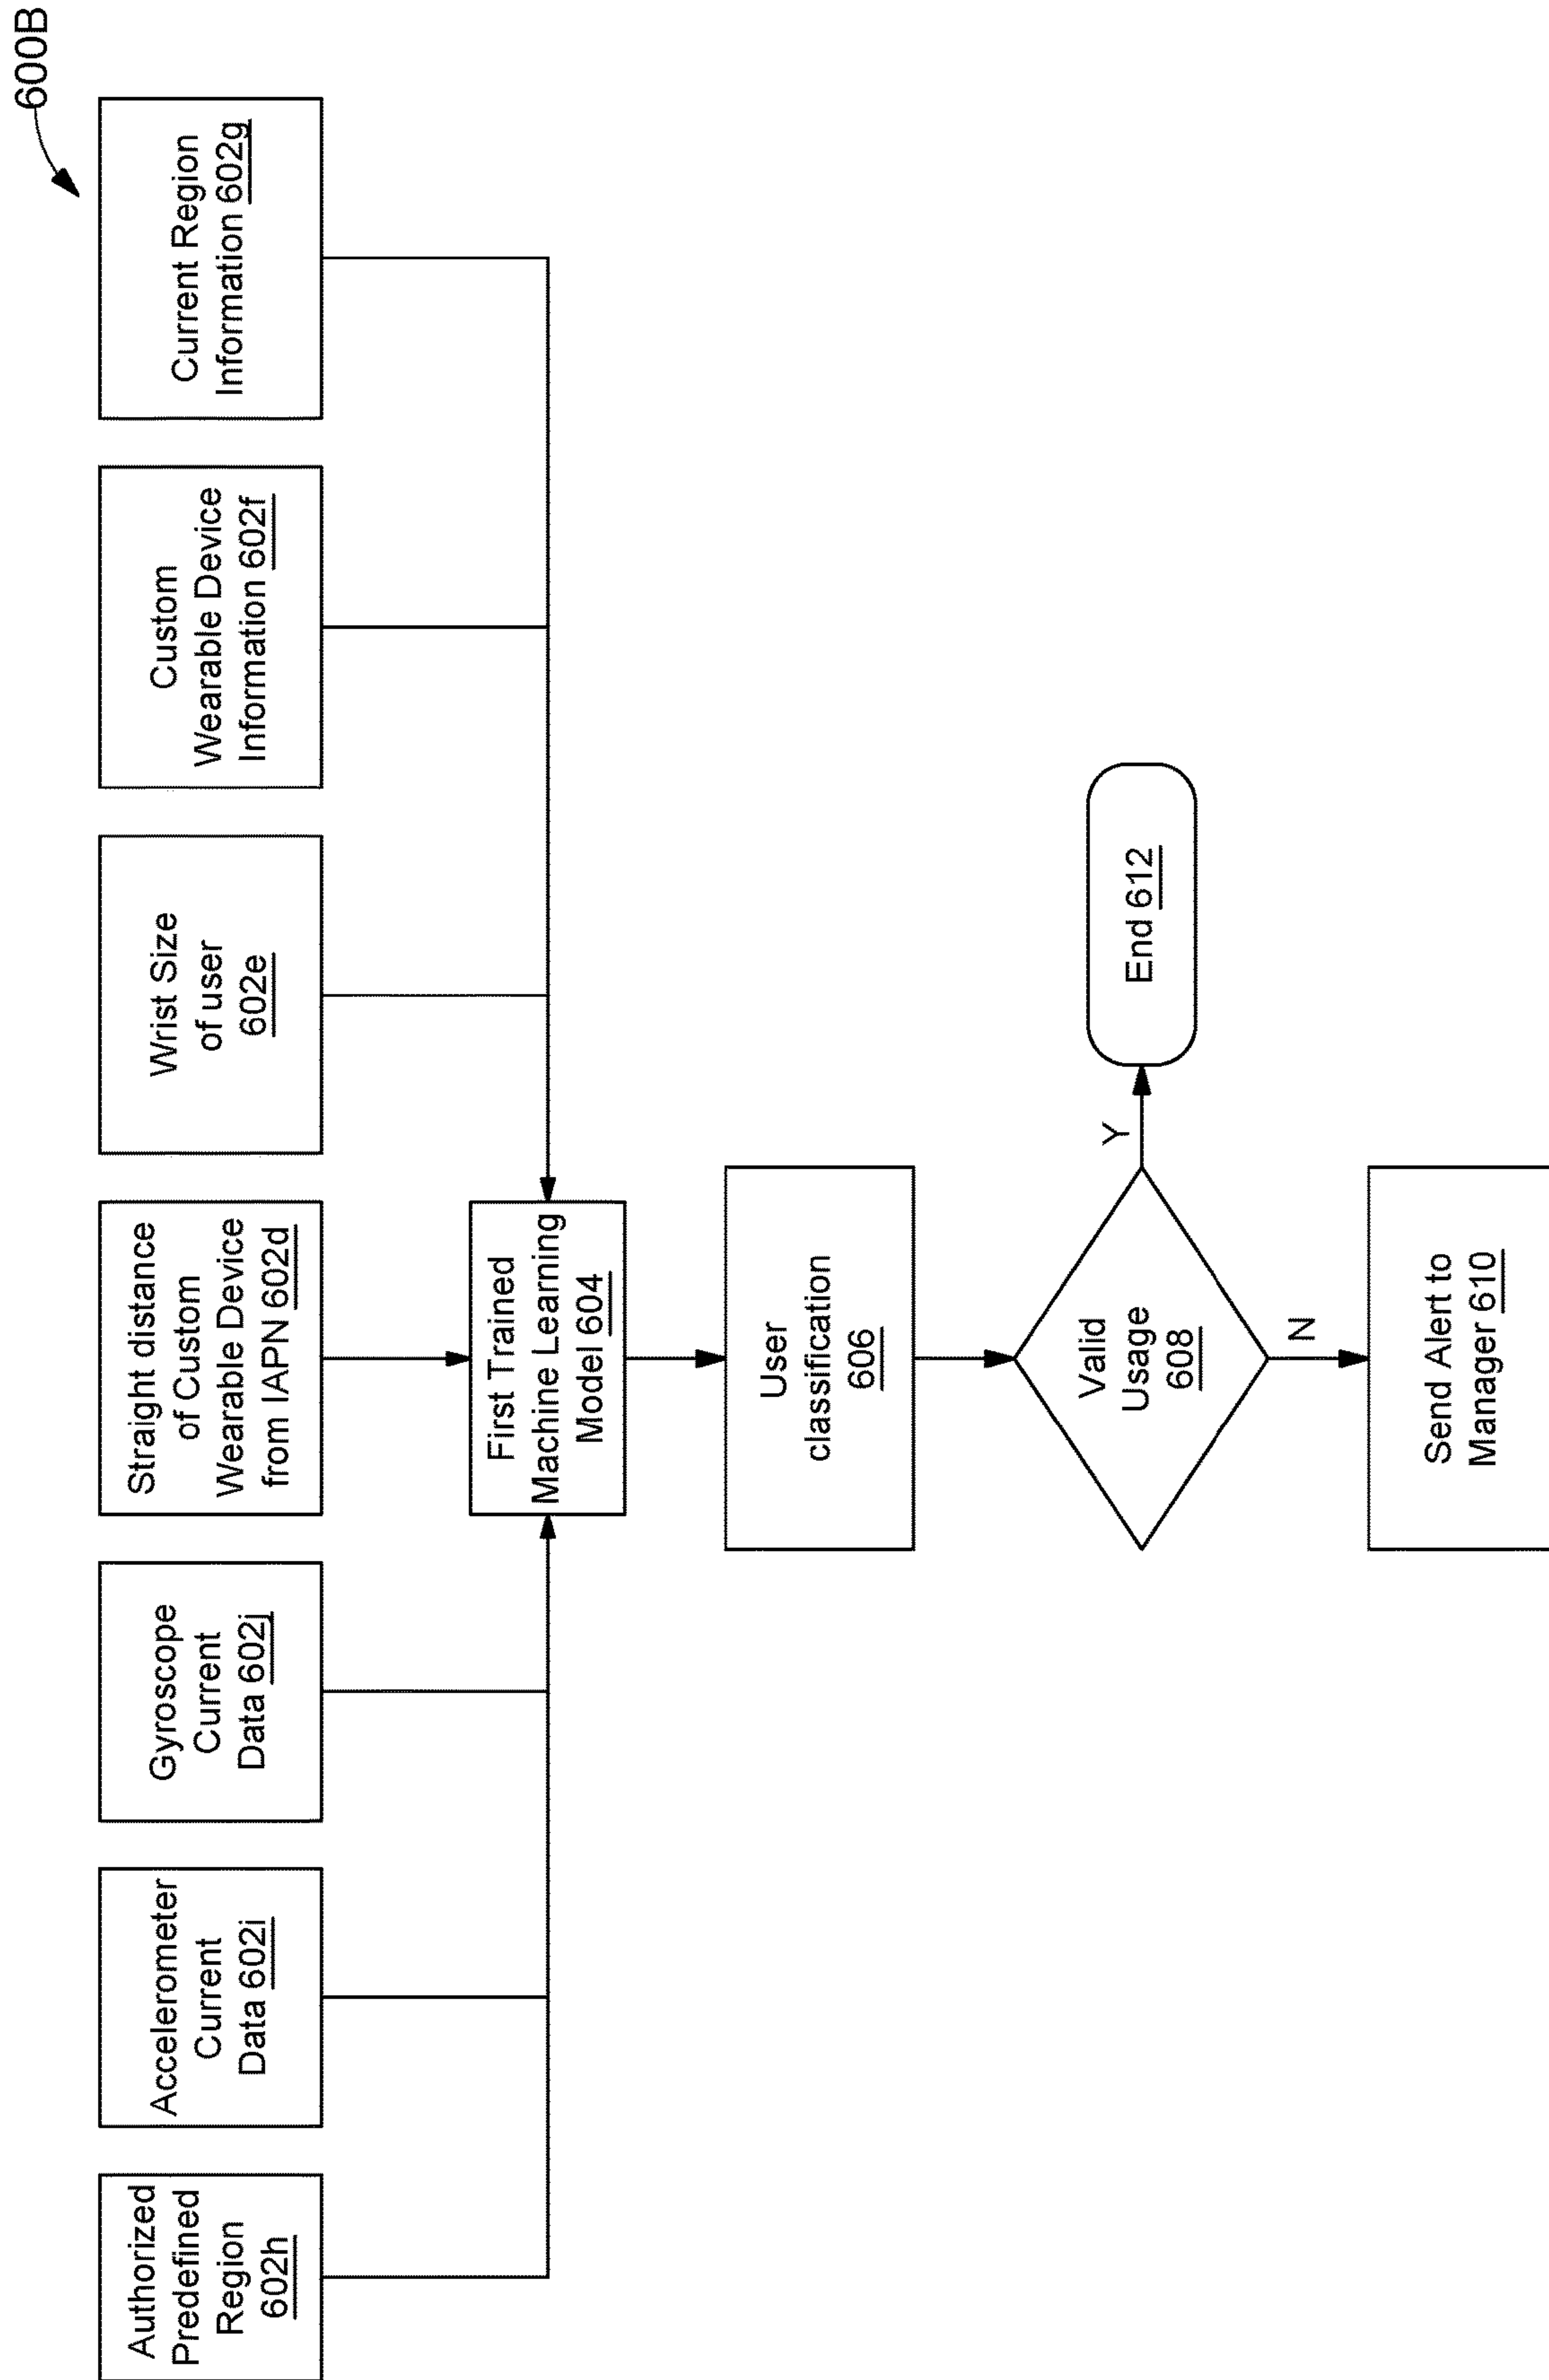 600B
Authorized
Predefined
Region
602h
Accelerometer
Current
Data 602i
Gyroscope
Current
Data 602j
Straight distance
of Custom
Wearable Device
from IAPN 602d
Wrist Size
of user
602e
Custom
Wearable Device
Information 602f
Current Region
Information 602g
First Trained
Machine Learning
Model 604
User
classification
606
Valid
Usage
608
Y
End 612
N
Send Alert to
Manager 610